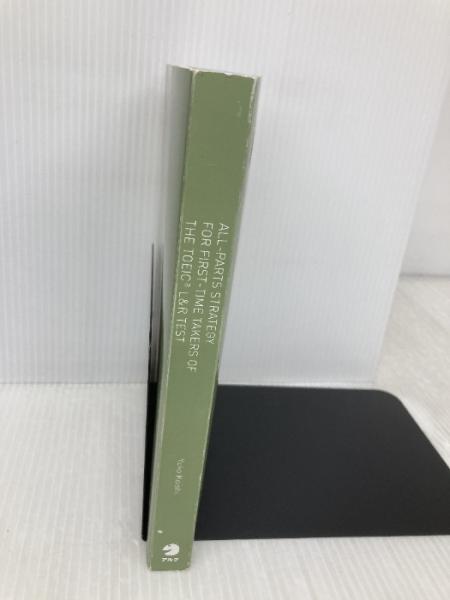 ALL-PARTS STRATEGY
FOR FIRST-TIME TAKERS OF
THE TOEIC® L&R TEST
アルク